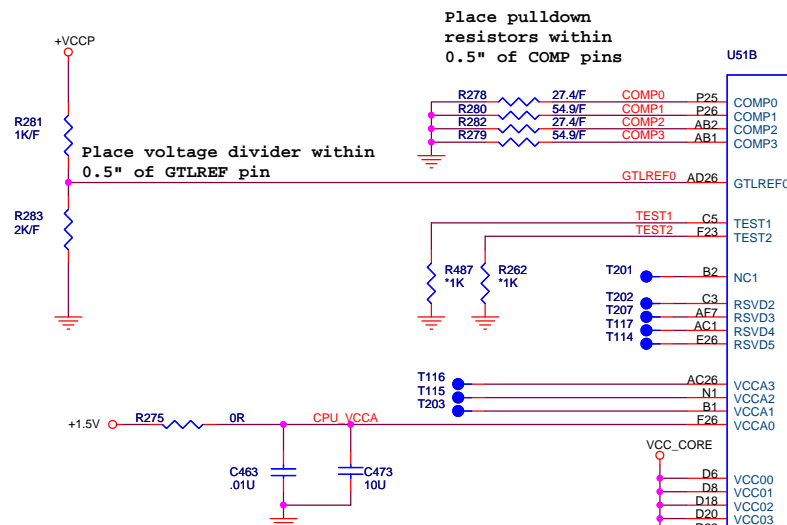 Place pulldown
resistors within
0.5" of COMP pins
+VCCP
U51B
R278 27.4/F COMP0 P25 COMP0
R280 54.9/F COMP1 P26 COMP1
R282 27.4/F COMP2 AB2 COMP2
R279 54.9/F COMP3 AB1 COMP3
R281
1K/F
Place voltage divider within
0.5" of GTLREF pin
GTLREF0 AD26 GTLREF0
R283
2K/F
TEST1 C5 TEST1
TEST2 F23 TEST2
R487
*1K
R262
*1K
T201 B2 NC1
T202 C3 RSVD2
T207 AF7 RSVD3
T117 AC1 RSVD4
T114 E26 RSVD5
T116 AC26 VCCA3
T115 N1 VCCA2
T203 B1 VCCA1
+1.5V R275 0R CPU_VCCA F26 VCCA0
VCC_CORE
C463
.01U
C473
10U
D6 VCC00
D8 VCC01
D18 VCC02
D20 VCC03